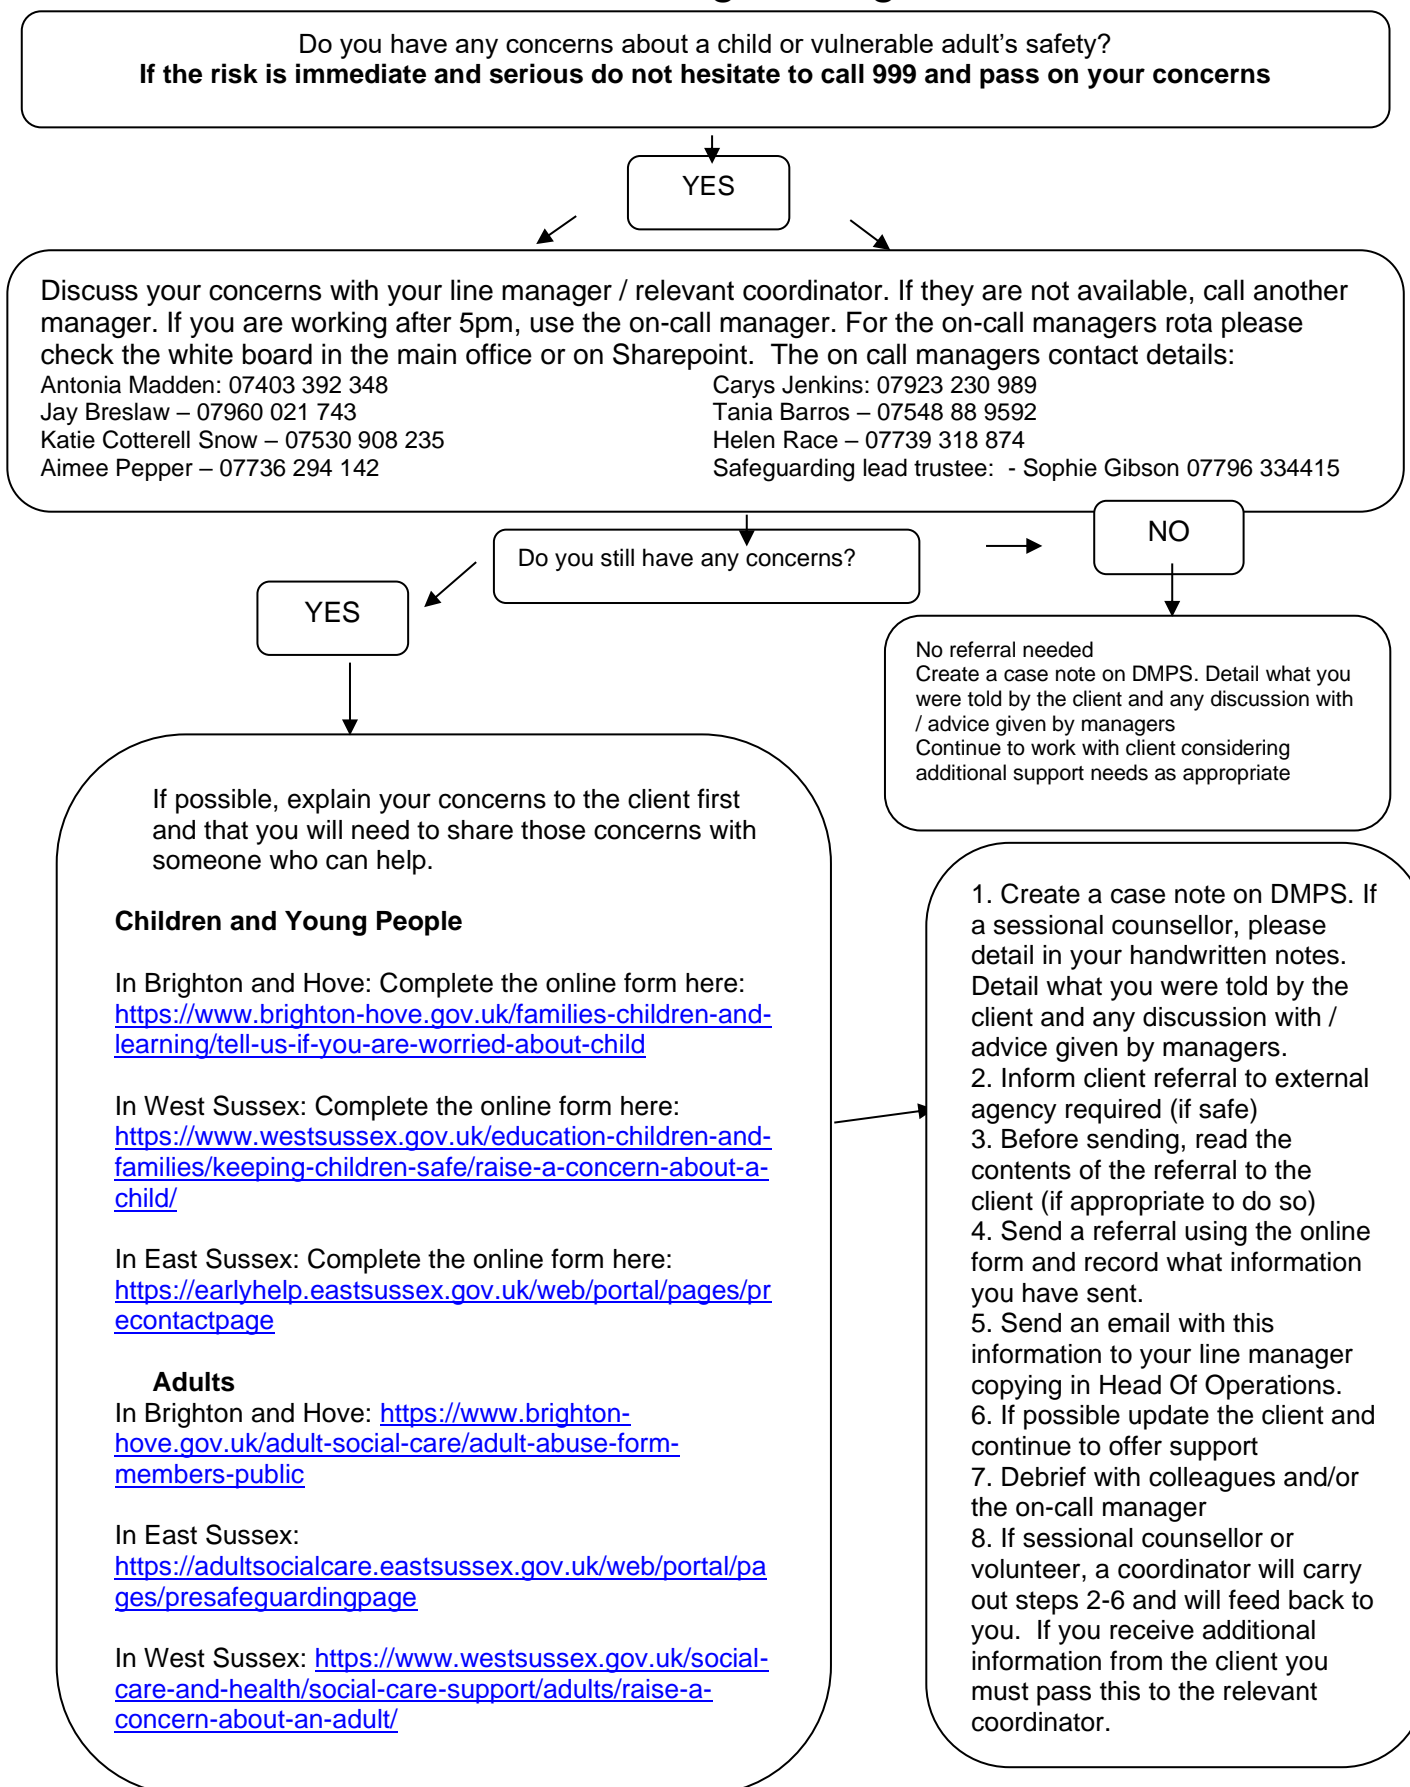 Do you have any concerns about a child or vulnerable adult's safety?
If the risk is immediate and serious do not hesitate to call 999 and pass on your concerns
YES
Discuss your concerns with your line manager / relevant coordinator. If they are not available, call another
manager. If you are working after 5pm, use the on-call manager. For the on-call managers rota please
check the white board in the main office or on Sharepoint.  The on call managers contact details:
Antonia Madden: 07403 392 348
Carys Jenkins: 07923 230 989
Jay Breslaw – 07960 021 743
Tania Barros – 07548 88 9592
Katie Cotterell Snow – 07530 908 235
Helen Race – 07739 318 874
Aimee Pepper – 07736 294 142
Safeguarding lead trustee:  - Sophie Gibson 07796 334415
Do you still have any concerns?
NO
YES
No referral needed
Create a case note on DMPS. Detail what you
were told by the client and any discussion with
/ advice given by managers
Continue to work with client considering
additional support needs as appropriate
If possible, explain your concerns to the client first
and that you will need to share those concerns with
someone who can help.
Children and Young People
In Brighton and Hove: Complete the online form here:
https://www.brighton-hove.gov.uk/families-children-and-
learning/tell-us-if-you-are-worried-about-child
In West Sussex: Complete the online form here:
https://www.westsussex.gov.uk/education-children-and-
families/keeping-children-safe/raise-a-concern-about-a-
child/
In East Sussex: Complete the online form here:
https://earlyhelp.eastsussex.gov.uk/web/portal/pages/pr
econtactpage
Adults
In Brighton and Hove: https://www.brighton-
hove.gov.uk/adult-social-care/adult-abuse-form-
members-public
In East Sussex:
https://adultsocialcare.eastsussex.gov.uk/web/portal/pa
ges/presafeguardingpage
In West Sussex: https://www.westsussex.gov.uk/social-
care-and-health/social-care-support/adults/raise-a-
concern-about-an-adult/
1. Create a case note on DMPS. If
a sessional counsellor, please
detail in your handwritten notes.
Detail what you were told by the
client and any discussion with /
advice given by managers.
2. Inform client referral to external
agency required (if safe)
3. Before sending, read the
contents of the referral to the
client (if appropriate to do so)
4. Send a referral using the online
form and record what information
you have sent.
5. Send an email with this
information to your line manager
copying in Head Of Operations.
6. If possible update the client and
continue to offer support
7. Debrief with colleagues and/or
the on-call manager
8. If sessional counsellor or
volunteer, a coordinator will carry
out steps 2-6 and will feed back to
you.  If you receive additional
information from the client you
must pass this to the relevant
coordinator.